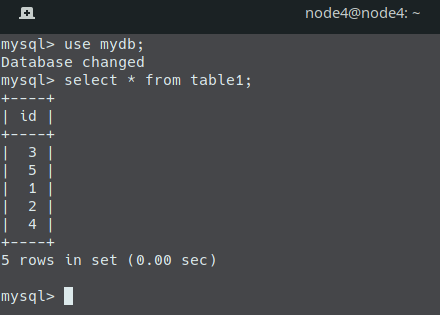 node4@node4: ~
mysql> use mydb;
Database changed
mysql> select * from table1;
+----+
| id |
+----+
|  3 |
|  5 |
|  1 |
|  2 |
|  4 |
+----+
5 rows in set (0.00 sec)
mysql>